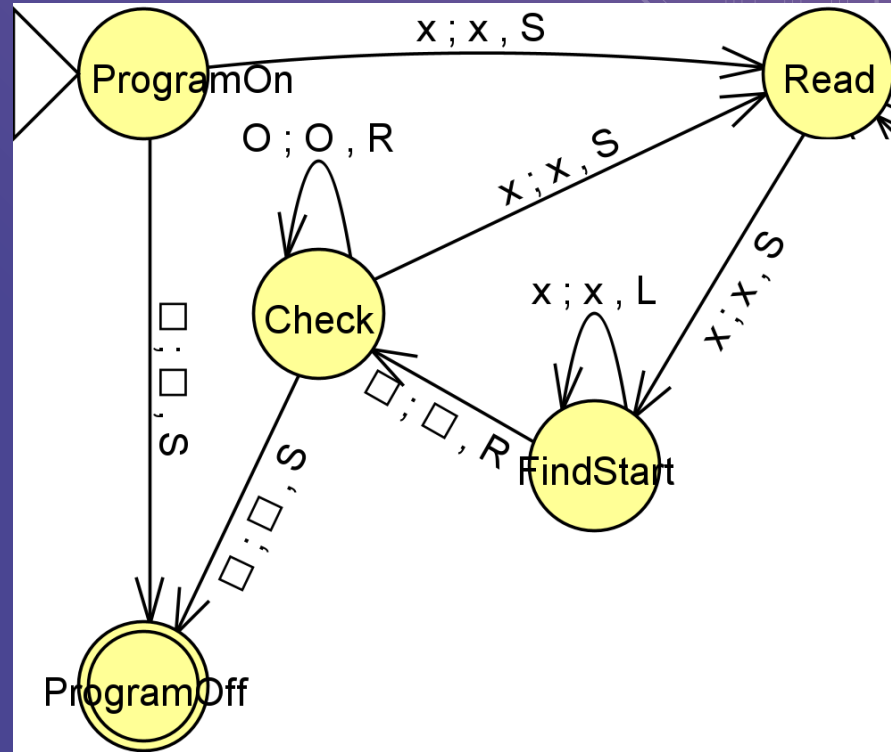 x ; x , S
ProgramOn
Read
O ; O , R
x ; x , S
x ; x , S
x ; x , L
Check
□ ; □ , S
□ ; □ , R
FindStart
□ ; □ , S
ProgramOff